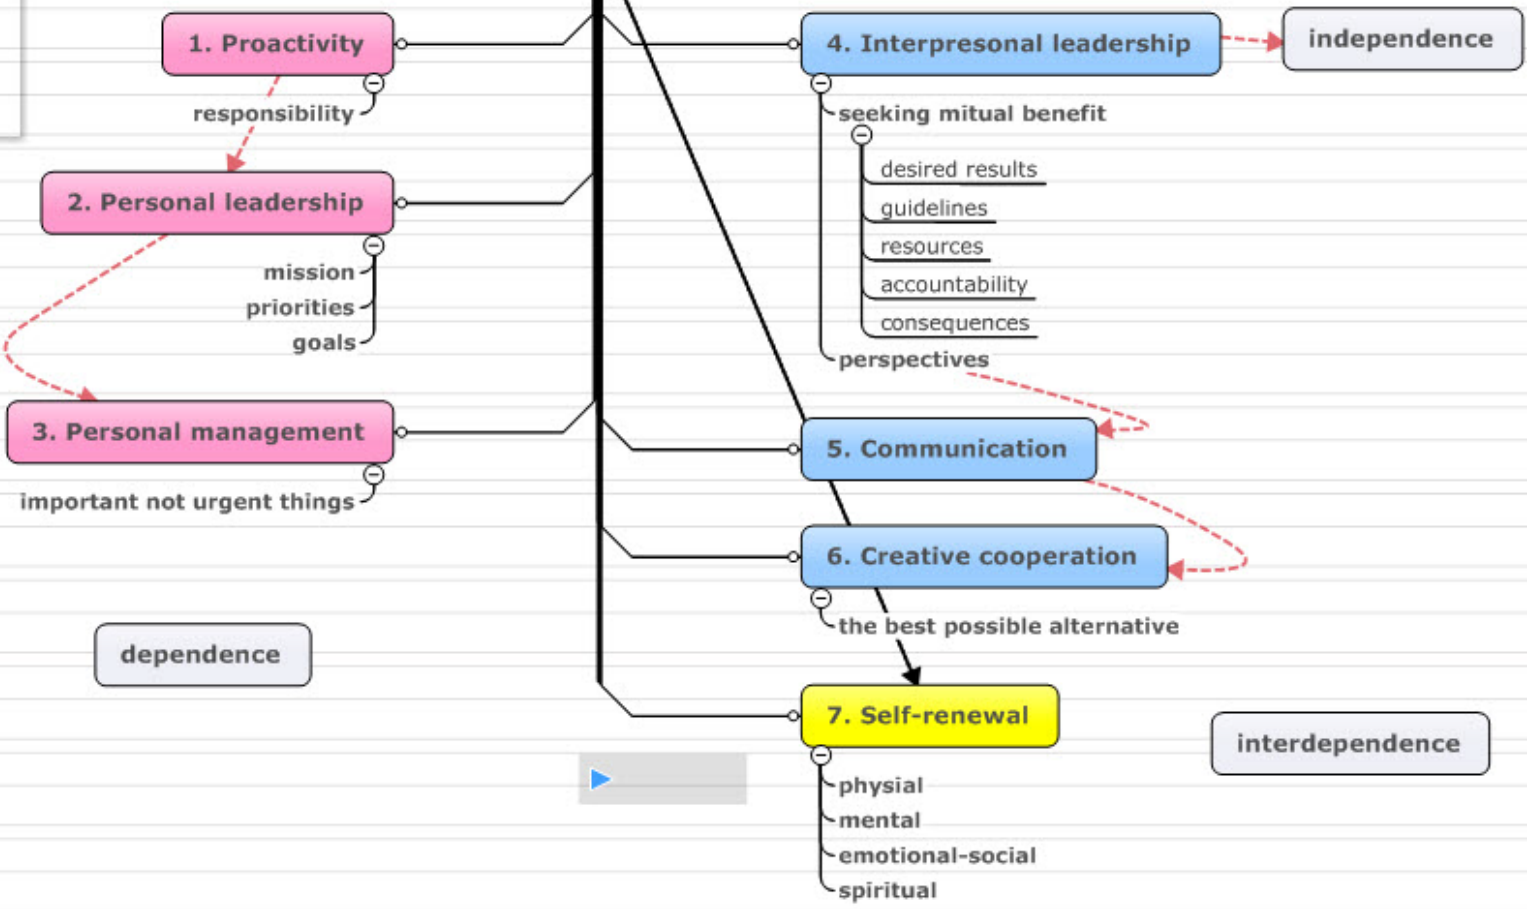 1. Proactivity
responsibility
2. Personal leadership
mission
priorities
goals
3. Personal management
important not urgent things
dependence
4. Interpresonal leadership
independence
seeking mitual benefit
desired results
guidelines
resources
accountability
consequences
perspectives
5. Communication
6. Creative cooperation
the best possible alternative
7. Self-renewal
interdependence
physial
mental
emotional-social
spiritual